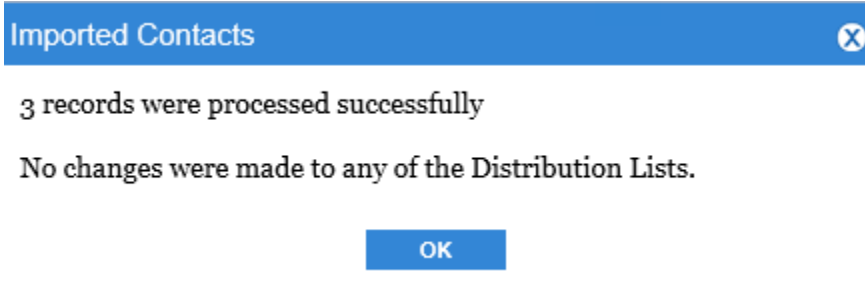 Imported Contacts
3 records were processed successfully
No changes were made to any of the Distribution Lists.
OK